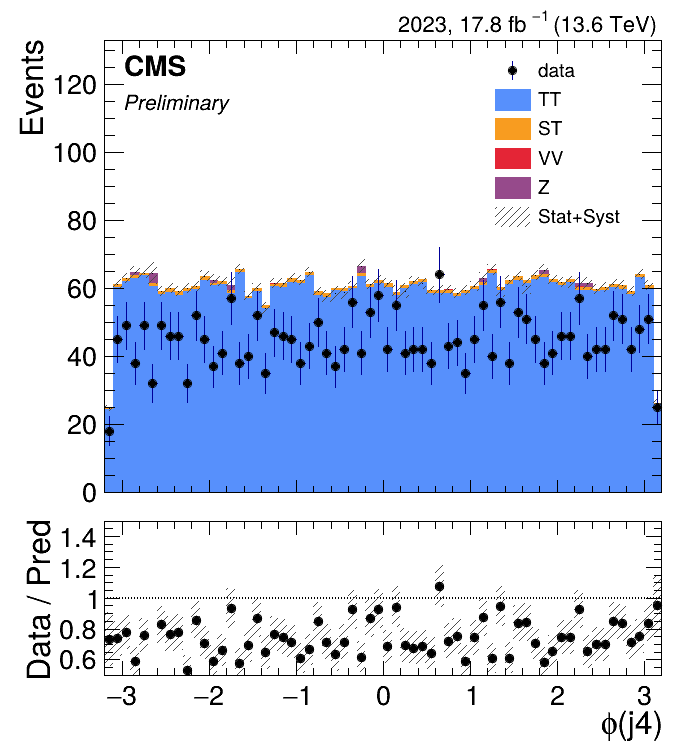 2023, 17.8 fb⁻¹ (13.6 TeV)
CMS
Preliminary
data
TT
ST
VV
Z
Stat+Syst
Events
120
100
80
60
40
20
0
Data / Pred
1.4
1.2
1
0.8
0.6
−3 −2 −1 0 1 2 3
ϕ(j4)